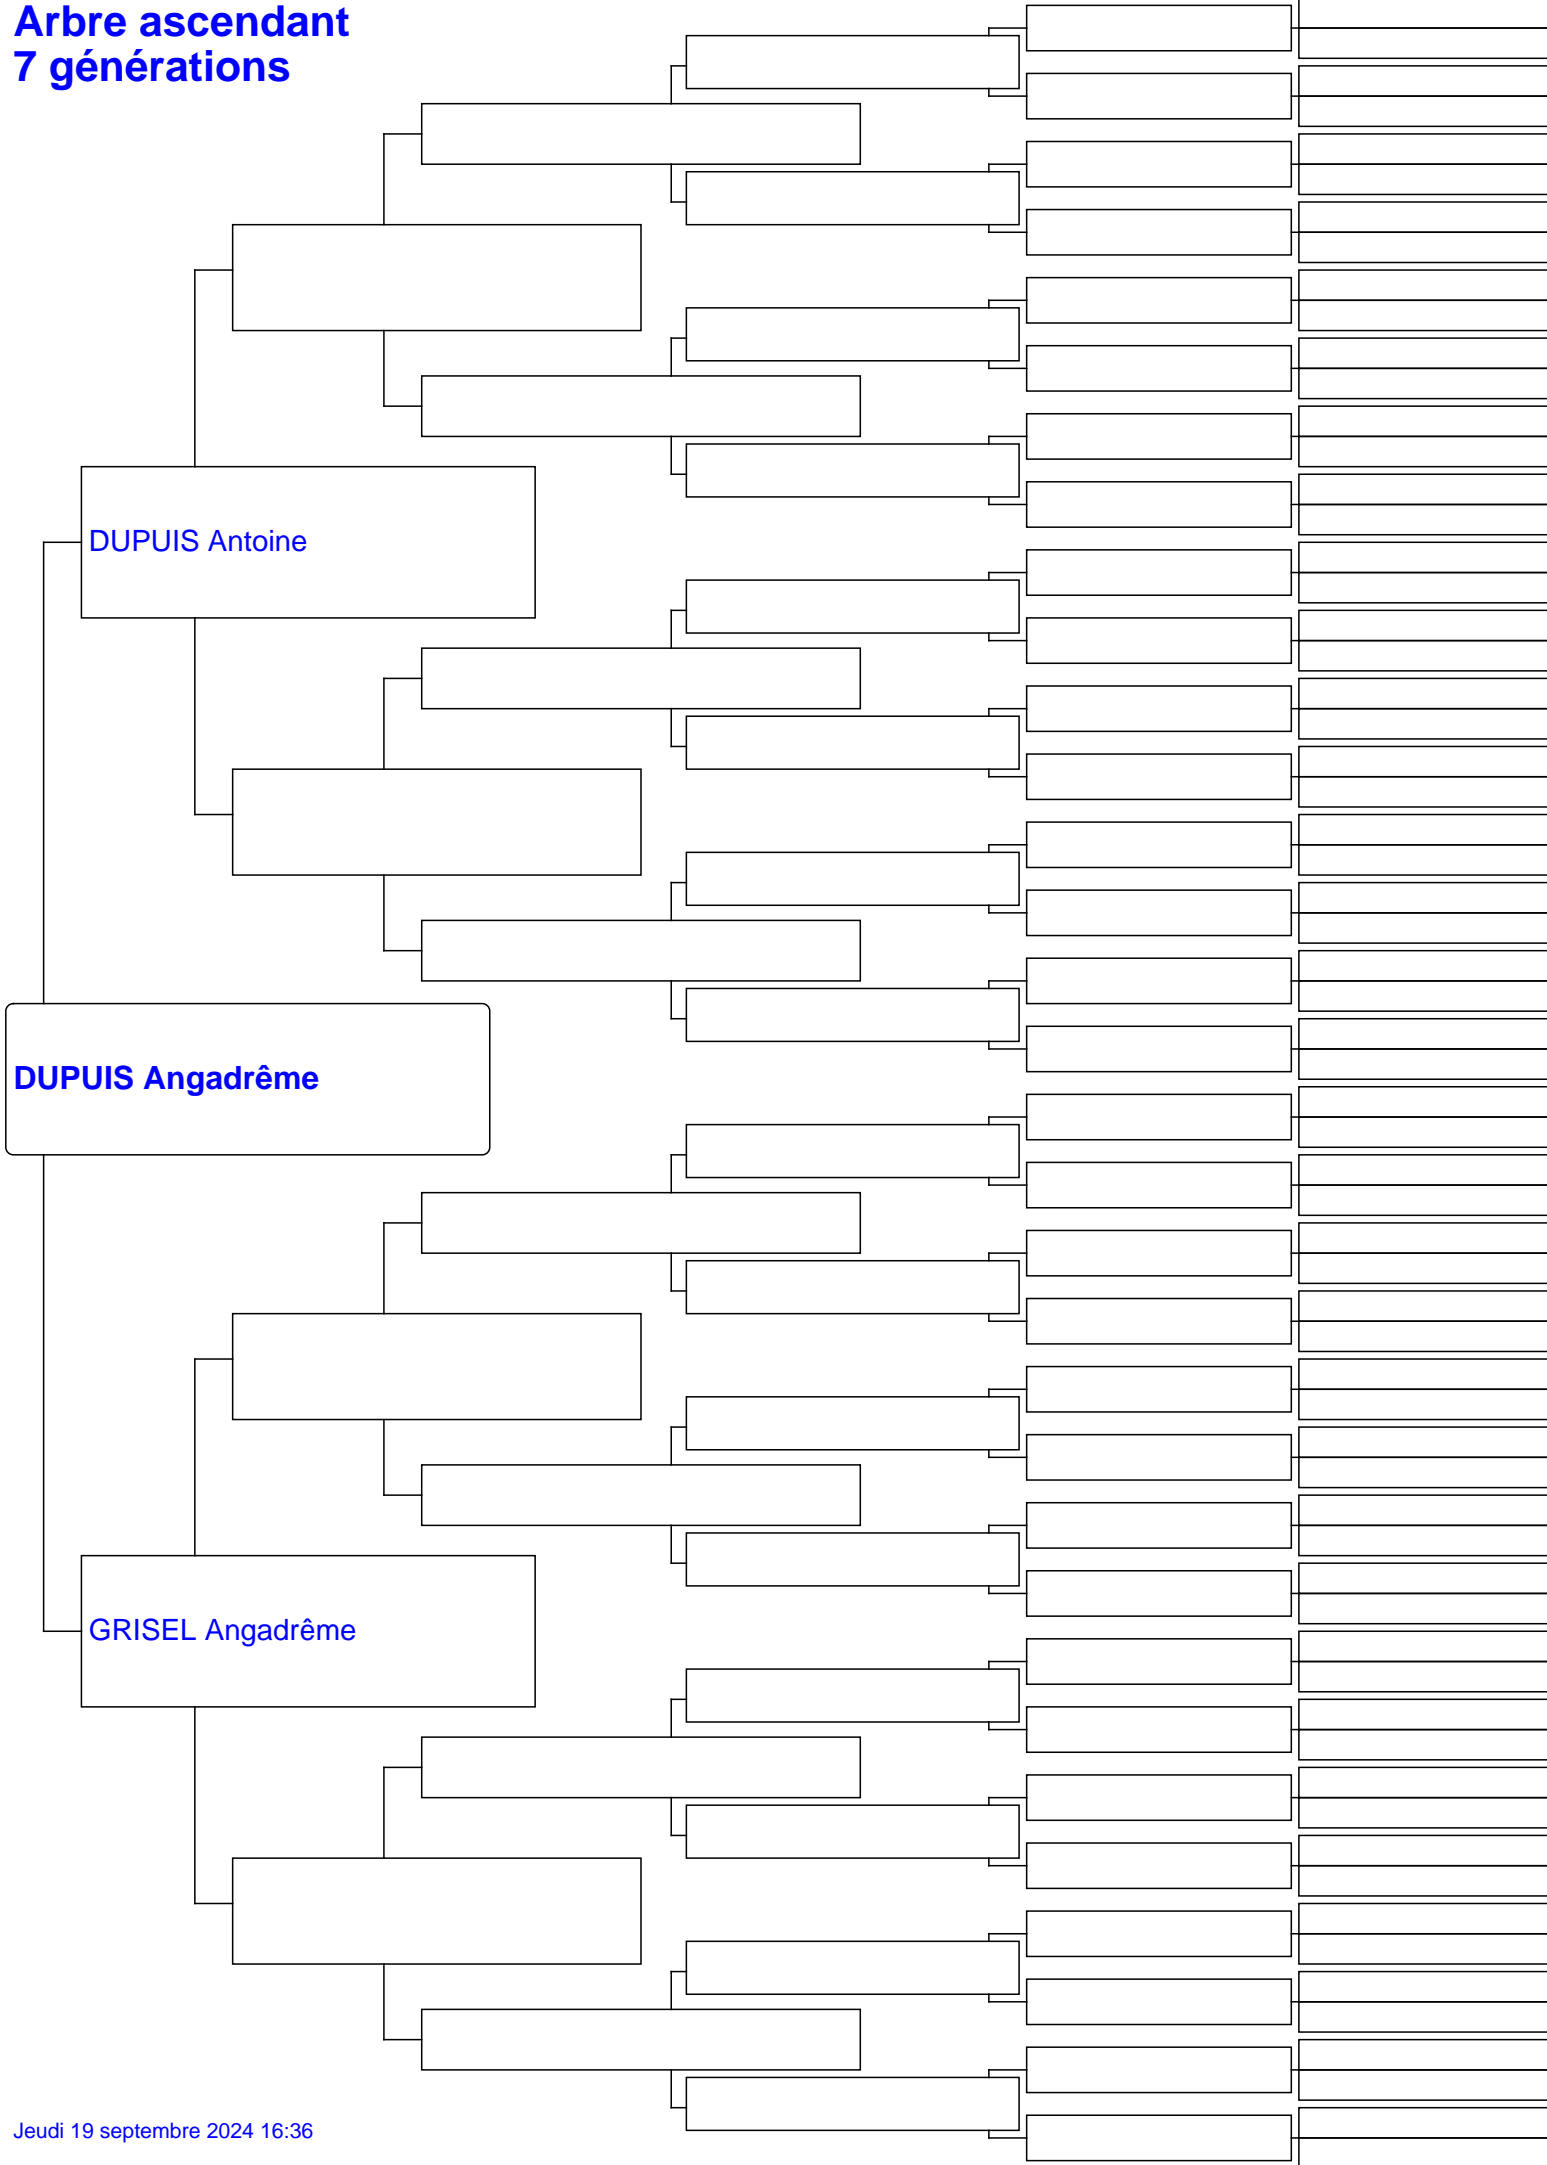 Arbre ascendant
7 générations
DUPUIS Antoine
DUPUIS Angadrême
GRISEL Angadrême
Jeudi 19 septembre 2024 16:36